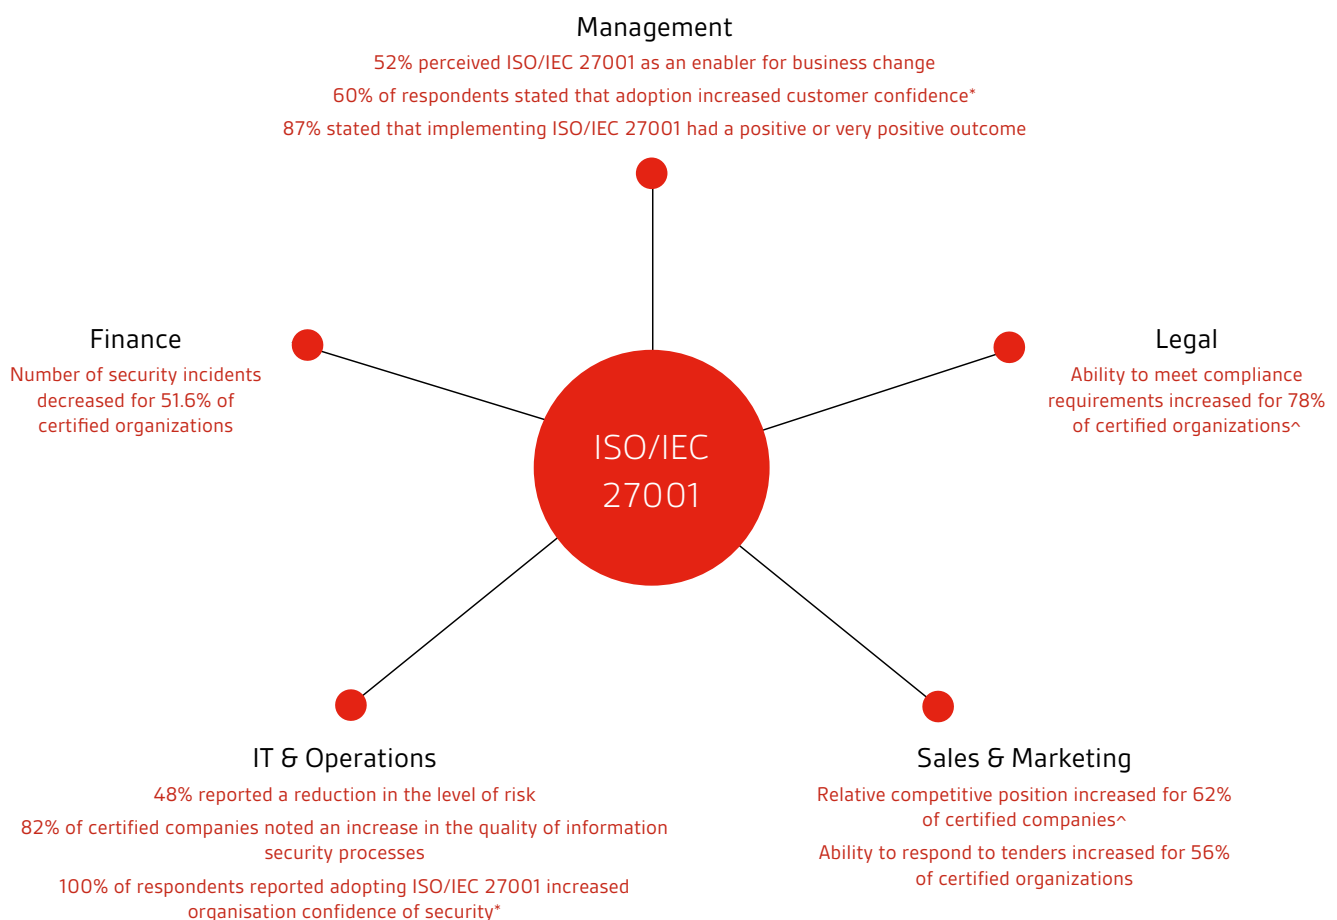 Management
52% perceived ISO/IEC 27001 as an enabler for business change
60% of respondents stated that adoption increased customer confidence*
87% stated that implementing ISO/IEC 27001 had a positive or very positive outcome
Finance
Number of security incidents
decreased for 51.6% of
certified organizations
Legal
Ability to meet compliance
requirements increased for 78%
of certified organizations^
ISO/IEC
27001
IT & Operations
48% reported a reduction in the level of risk
82% of certified companies noted an increase in the quality of information
security processes
100% of respondents reported adopting ISO/IEC 27001 increased
organisation confidence of security*
Sales & Marketing
Relative competitive position increased for 62%
of certified companies^
Ability to respond to tenders increased for 56%
of certified organizations